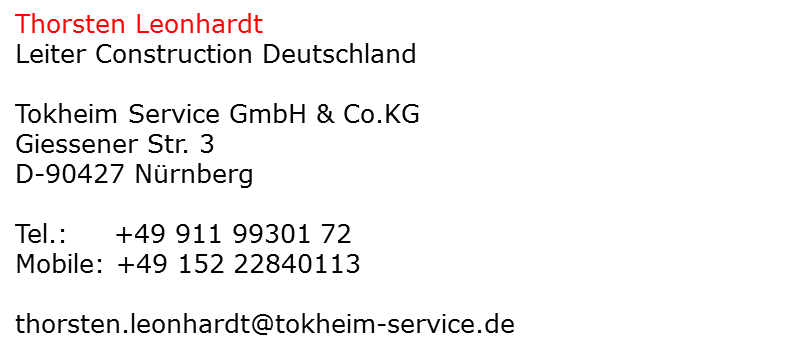 Thorsten Leonhardt
Leiter Construction Deutschland
Tokheim Service GmbH & Co.KG
Giessener Str. 3
D-90427 Nürnberg
Tel.: +49 911 99301 72
Mobile: +49 152 22840113
thorsten.leonhardt@tokheim-service.de